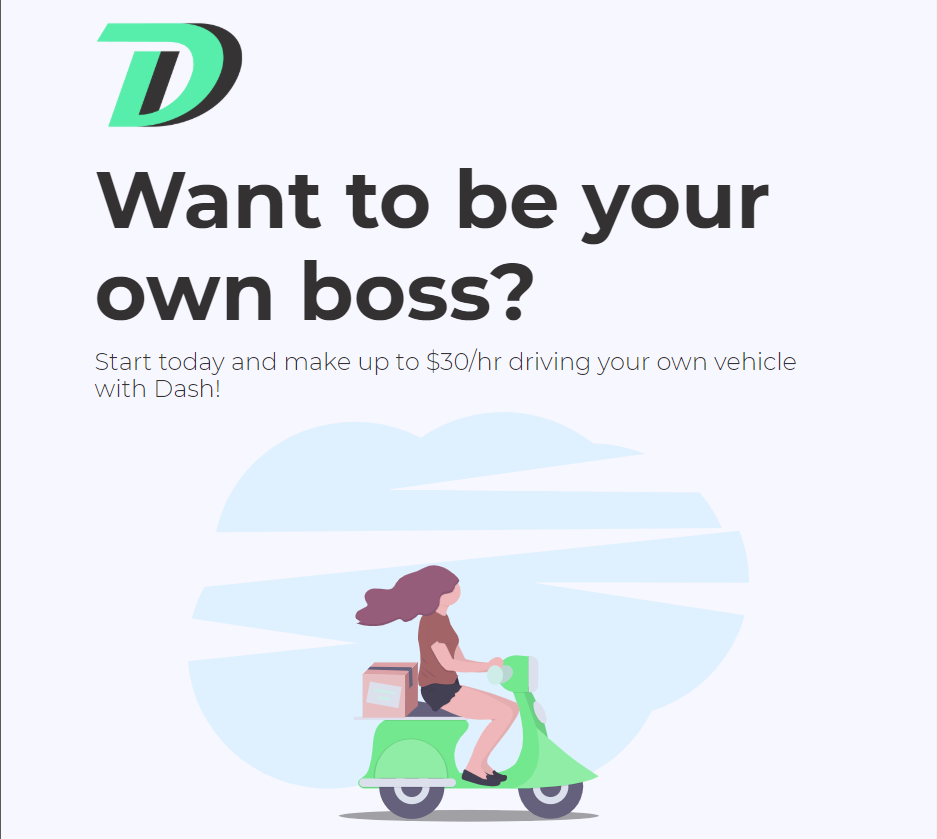 D
Want to be your
own boss?
Start today and make up to $30/hr driving your own vehicle
with Dash!